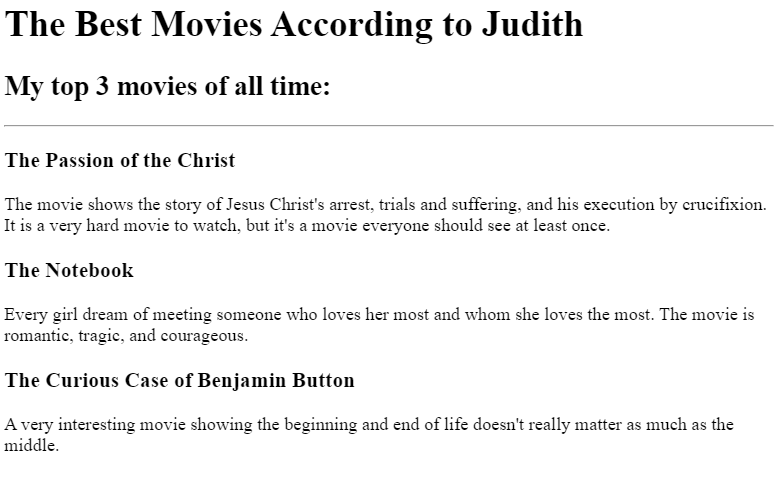 The Best Movies According to Judith
My top 3 movies of all time:
The Passion of the Christ
The movie shows the story of Jesus Christ's arrest, trials and suffering, and his execution by crucifixion.
It is a very hard movie to watch, but it's a movie everyone should see at least once.
The Notebook
Every girl dream of meeting someone who loves her most and whom she loves the most. The movie is
romantic, tragic, and courageous.
The Curious Case of Benjamin Button
A very interesting movie showing the beginning and end of life doesn't really matter as much as the
middle.